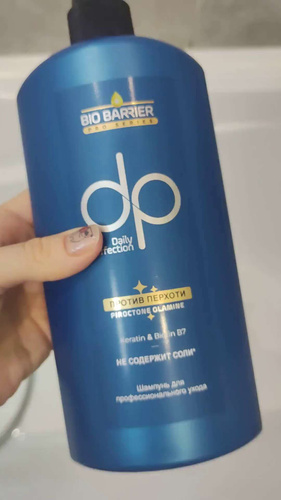 BIO BARRIER
PRO SERIES
dp
Daily
ПРОТИВ ПЕРХОТИ
PIROCTONE OLAMINE
Keratin & Biotin B7
НЕ СОДЕРЖИТ СОЛИ*
Шампунь для
профессионального ухода